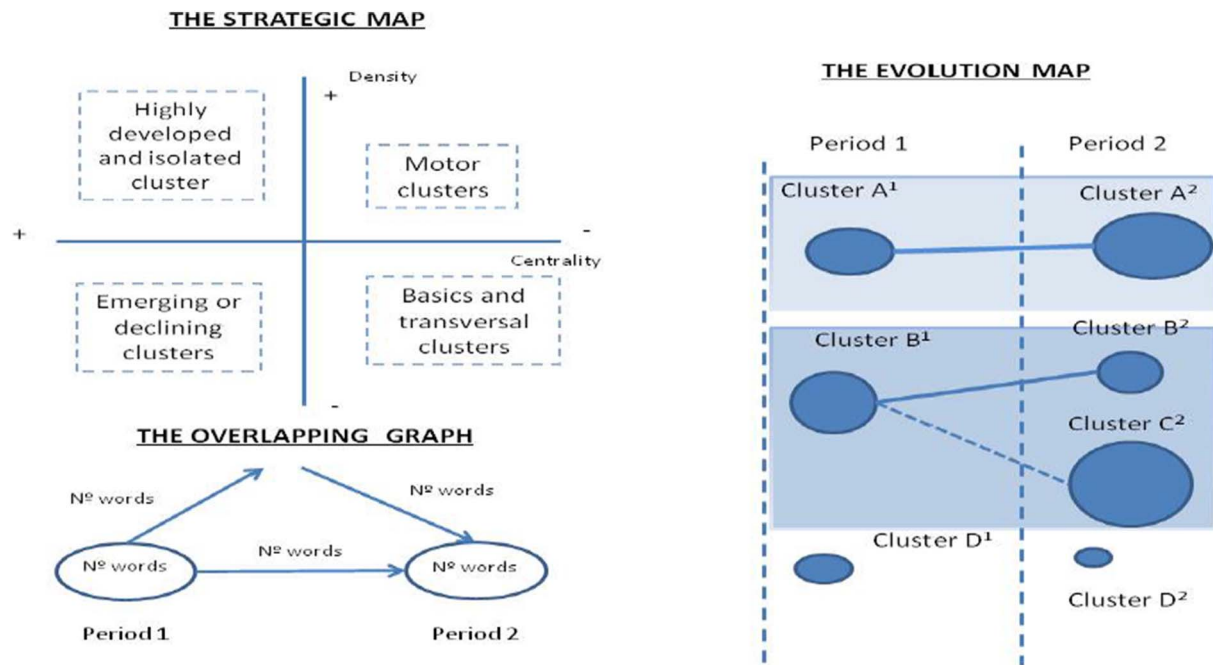 THE STRATEGIC MAP
Density
+
Highly
developed
and isolated
cluster
Motor
clusters
+
-
Centrality
Emerging or
declining
clusters
Basics and
transversal
clusters
-
THE OVERLAPPING GRAPH
Nº words
Nº words
Nº words
Nº words
Nº words
Period 1
Period 2
THE EVOLUTION MAP
Period 1
Period 2
Cluster A¹
Cluster A²
Cluster B¹
Cluster B²
Cluster C²
Cluster D¹
Cluster D²